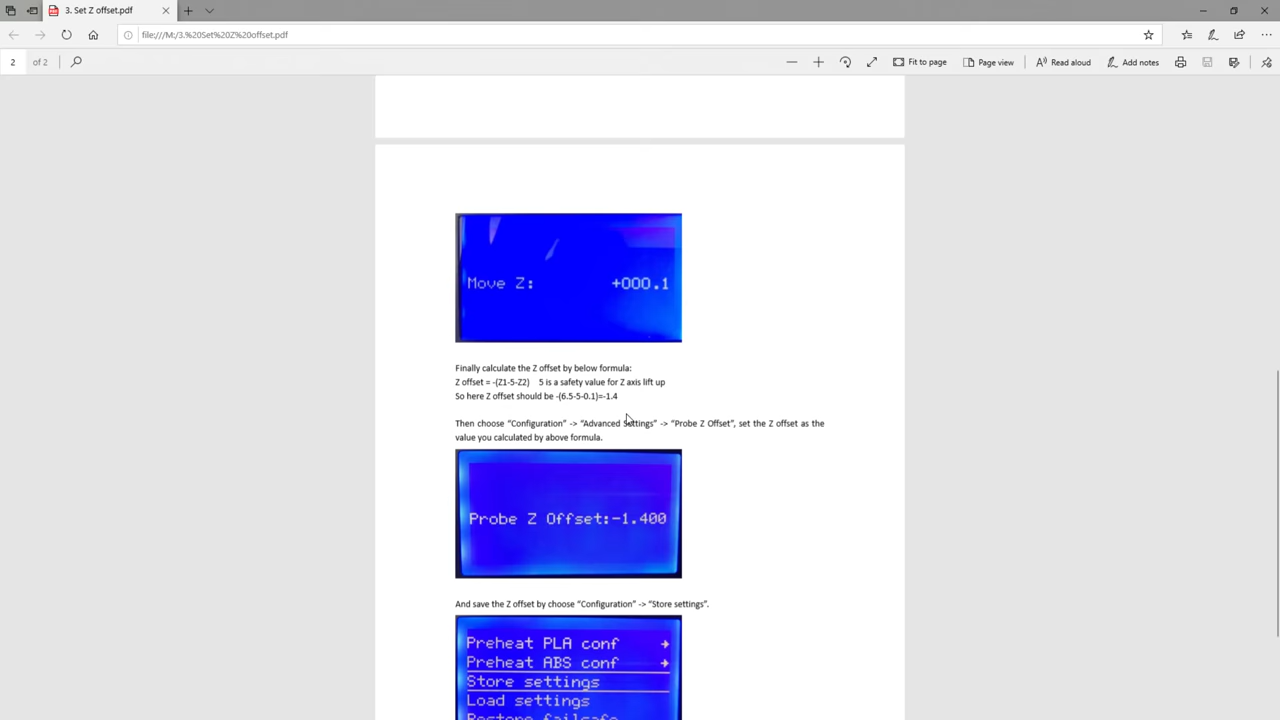 3. Set Z offset.pdf
file:///M:/3.%20Set%20Z%20offset.pdf
2 of 2
Fit to page
Page view
Read aloud
Add notes
Move Z: +000.1
Finally calculate the Z offset by below formula:
Z offset = -(Z1-5-Z2) 5 is a safety value for Z axis lift up
So here Z offset should be -(6.5-5-0.1)=-1.4
Then choose “Configuration” -> “Advanced Settings” -> “Probe Z Offset”, set the Z offset as the
value you calculated by above formula.
Probe Z Offset:-1.400
And save the Z offset by choose “Configuration” -> “Store settings”.
Preheat PLA conf →
Preheat ABS conf →
Store settings
Load settings
Restore failsafe